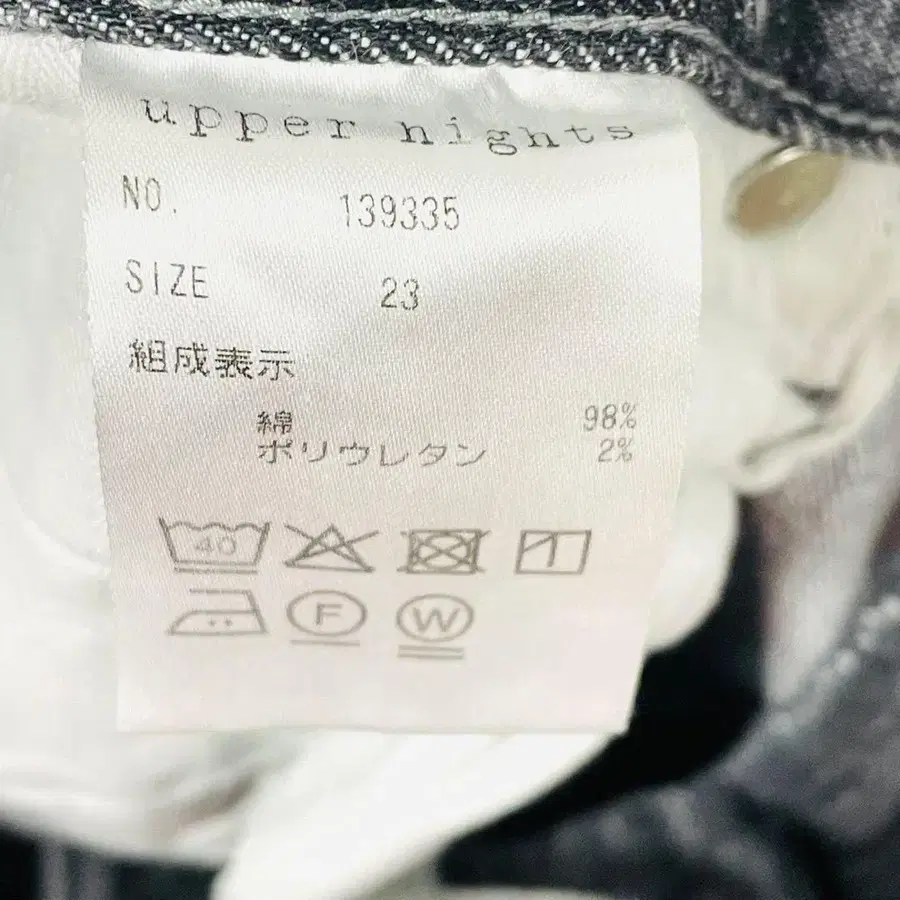 upper nights
NO. 139335
SIZE 23
組成表示
綿 98%
ポリウレタン 2%
40
F W